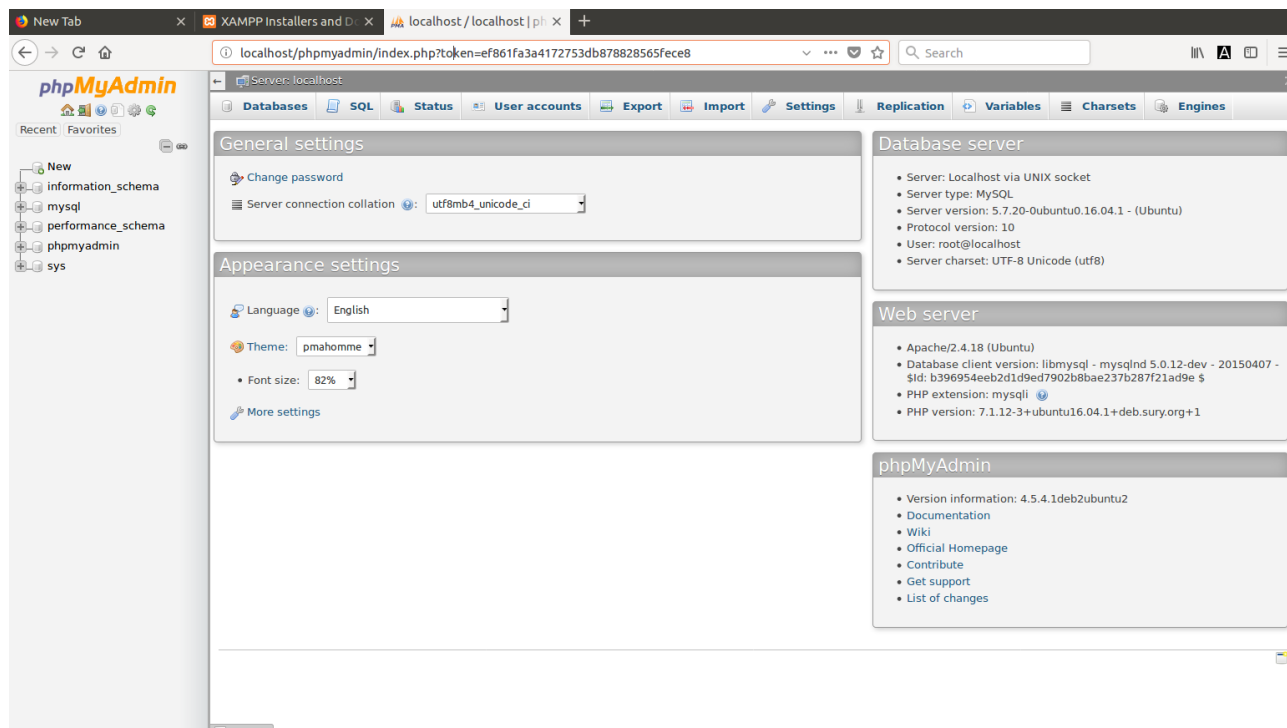 New Tab
XAMPP Installers and Do
localhost / localhost | ph
localhost/phpmyadmin/index.php?token=ef861fa3a4172753db878828565fece8
Search
phpMyAdmin
Recent Favorites
New
information_schema
mysql
performance_schema
phpmyadmin
sys
Server: localhost
Databases SQL Status User accounts Export Import Settings Replication Variables Charsets Engines
General settings
Change password
Server connection collation : utf8mb4_unicode_ci
Appearance settings
Language : English
Theme: pmahomme
Font size: 82%
More settings
Database server
Server: Localhost via UNIX socket
Server type: MySQL
Server version: 5.7.20-0ubuntu0.16.04.1 - (Ubuntu)
Protocol version: 10
User: root@localhost
Server charset: UTF-8 Unicode (utf8)
Web server
Apache/2.4.18 (Ubuntu)
Database client version: libmysql - mysqlnd 5.0.12-dev - 20150407 -
$Id: b396954eeb2d1d9ed7902b8bae237b287f21ad9e $
PHP extension: mysqli
PHP version: 7.1.12-3+ubuntu16.04.1+deb.sury.org+1
phpMyAdmin
Version information: 4.5.4.1deb2ubuntu2
Documentation
Wiki
Official Homepage
Contribute
Get support
List of changes